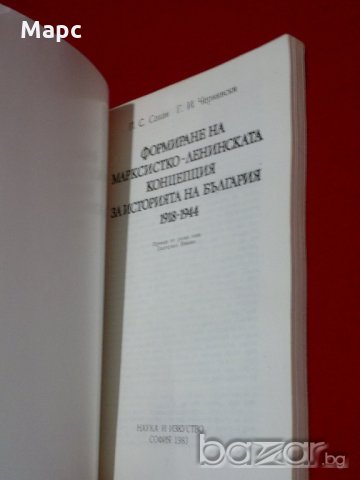 Марс
И. С. Сохан Г. И. Чернявски
ФОРМИРАНЕ НА
МАРКСИСТКО-ЛЕНИНСКАТА
КОНЦЕПЦИЯ
ЗА ИСТОРИЯТА НА БЪЛГАРИЯ
1918-1944
НАУКА И ИЗКУСТВО
СОФИЯ 1983
bazar.bg